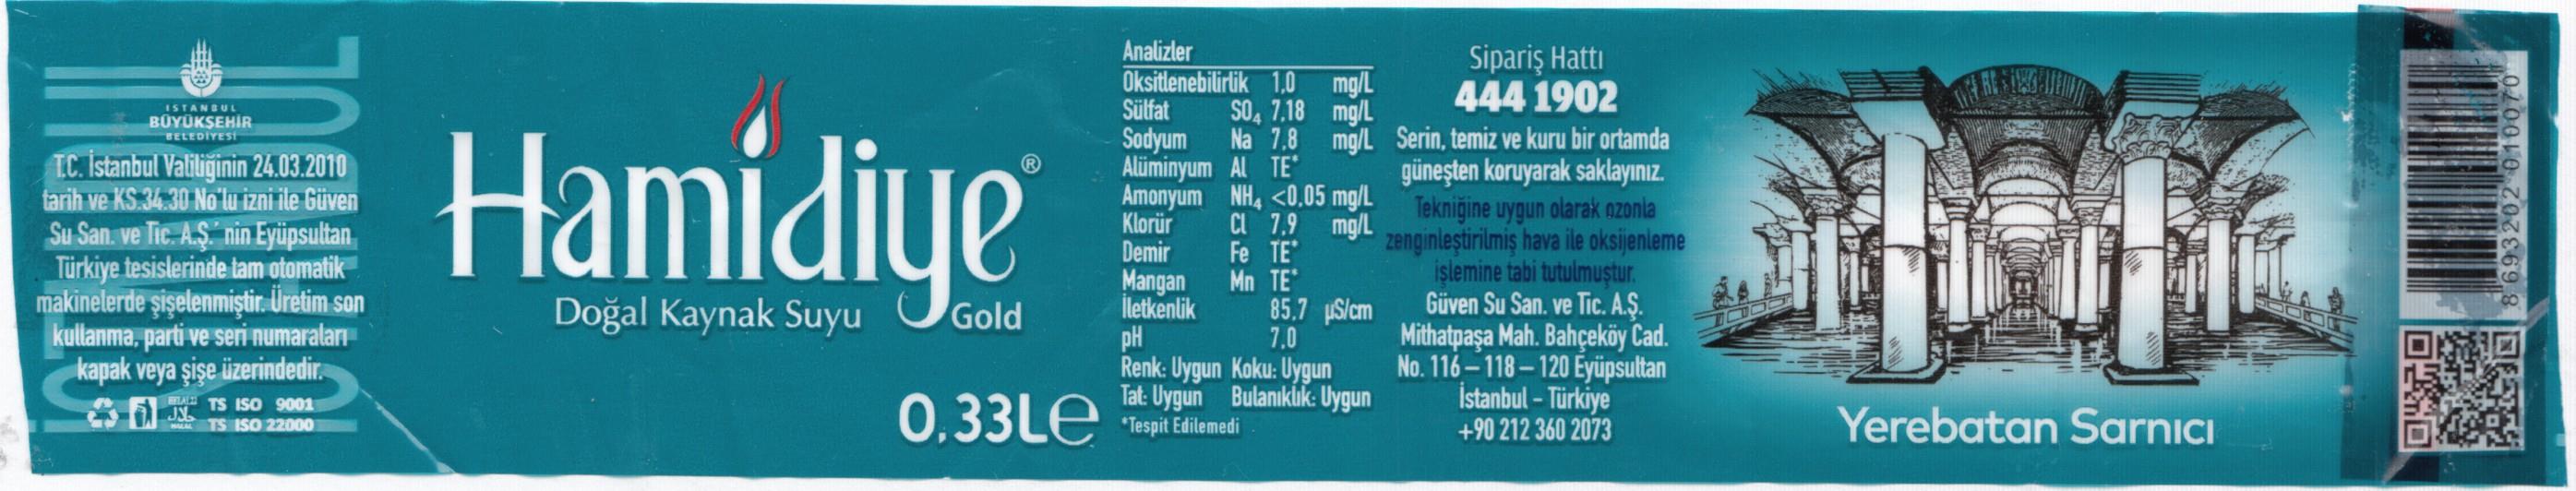 İSTANBUL
BÜYÜKŞEHİR
BELEDİYESİ
T.C. İstanbul Valiliğinin 24.03.2010
tarih ve KS.34.30 No'lu izni ile Güven
Su San. ve Tic. A.Ş.' nin Eyüpsultan
Türkiye tesislerinde tam otomatik
makinelerde şişelenmiştir. Üretim son
kullanma, parti ve seri numaraları
kapak veya şişe üzerindedir.
HELAL
حلال
HALAL
TS ISO 9001
TS ISO 22000
İSTANBUL
Hamidiye®
Doğal Kaynak Suyu
Gold
0,33L℮
Analizler
Oksitlenebilirlik 1,0 mg/L
Sülfat SO₄ 7,18 mg/L
Sodyum Na 7,8 mg/L
Alüminyum Al TE*
Amonyum NH₄ <0,05 mg/L
Klorür Cl 7,9 mg/L
Demir Fe TE*
Mangan Mn TE*
İletkenlik 85,7 µS/cm
pH 7,0
Renk: Uygun Koku: Uygun
Tat: Uygun Bulanıklık: Uygun
*Tespit Edilemedi
Sipariş Hattı
444 1902
Serin, temiz ve kuru bir ortamda
güneşten koruyarak saklayınız.
Tekniğine uygun olarak ozonla
zenginleştirilmiş hava ile oksijenleme
işlemine tabi tutulmuştur.
Güven Su San. ve Tic. A.Ş.
Mithatpaşa Mah. Bahçeköy Cad.
No. 116 – 118 – 120 Eyüpsultan
İstanbul – Türkiye
+90 212 360 2073
Yerebatan Sarnıcı
8 693202 010070